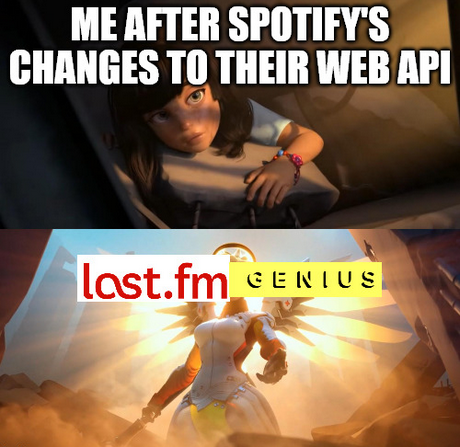 ME AFTER SPOTIFY'S
CHANGES TO THEIR WEB API
last.fm GENIUS